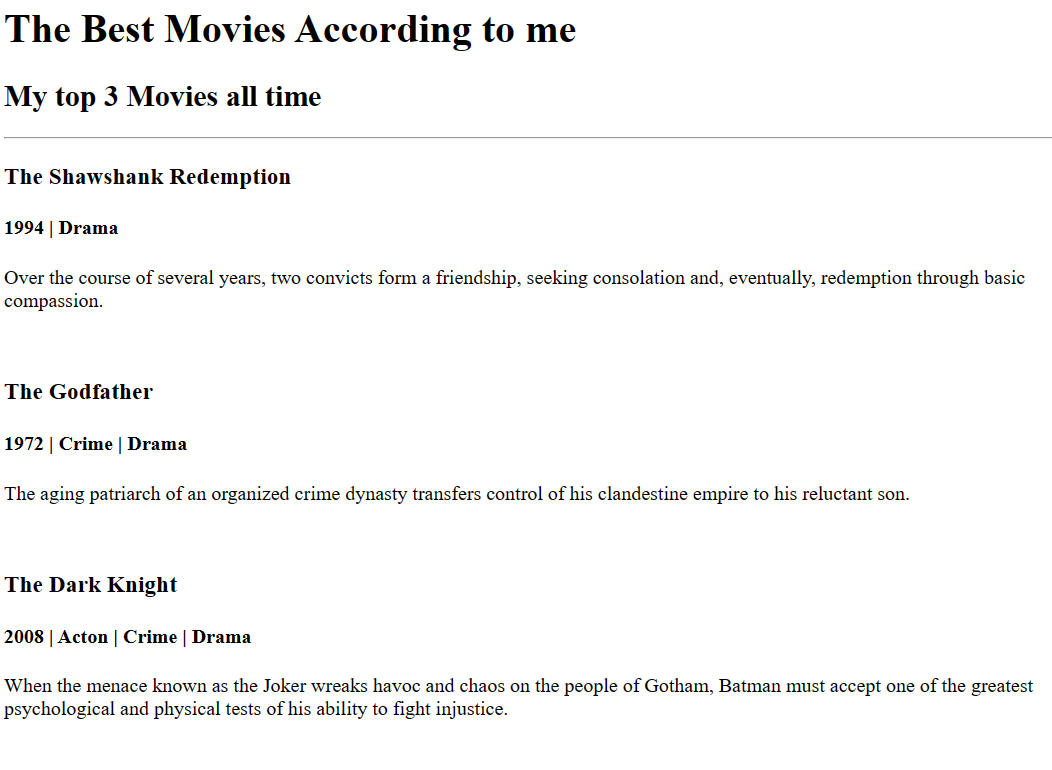 The Best Movies According to me
My top 3 Movies all time
The Shawshank Redemption
1994 | Drama
Over the course of several years, two convicts form a friendship, seeking consolation and, eventually, redemption through basic
compassion.
The Godfather
1972 | Crime | Drama
The aging patriarch of an organized crime dynasty transfers control of his clandestine empire to his reluctant son.
The Dark Knight
2008 | Acton | Crime | Drama
When the menace known as the Joker wreaks havoc and chaos on the people of Gotham, Batman must accept one of the greatest
psychological and physical tests of his ability to fight injustice.